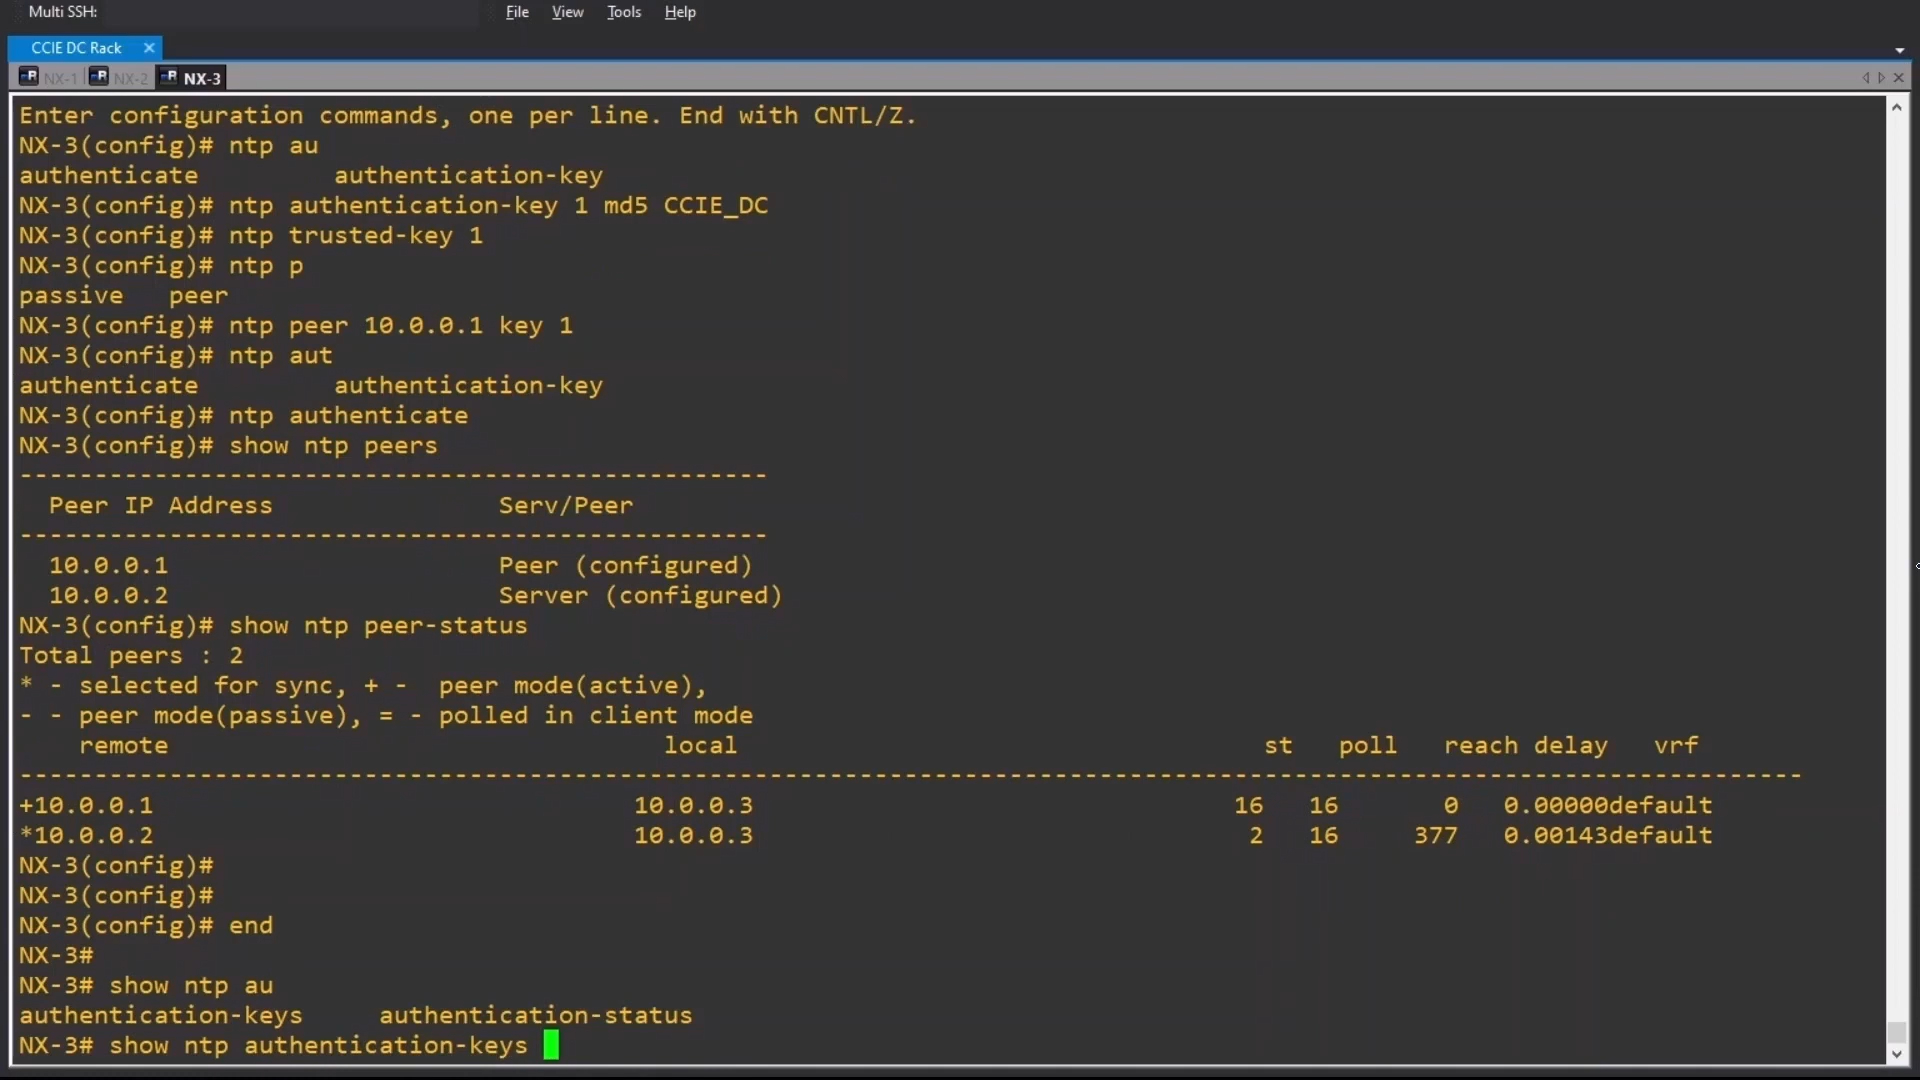 Multi SSH: File View Tools Help
CCIE DC Rack
NX-1 NX-2 NX-3
Enter configuration commands, one per line. End with CNTL/Z.
NX-3(config)# ntp au
authenticate authentication-key
NX-3(config)# ntp authentication-key 1 md5 CCIE_DC
NX-3(config)# ntp trusted-key 1
NX-3(config)# ntp p
passive peer
NX-3(config)# ntp peer 10.0.0.1 key 1
NX-3(config)# ntp aut
authenticate authentication-key
NX-3(config)# ntp authenticate
NX-3(config)# show ntp peers
--------------------------------------------------
Peer IP Address Serv/Peer
--------------------------------------------------
10.0.0.1 Peer (configured)
10.0.0.2 Server (configured)
NX-3(config)# show ntp peer-status
Total peers : 2
* - selected for sync, + - peer mode(active),
- - peer mode(passive), = - polled in client mode
remote local st poll reach delay vrf
-----------------------------------------------------------------------------------------------------------------------
+10.0.0.1 10.0.0.3 16 16 0 0.00000default
*10.0.0.2 10.0.0.3 2 16 377 0.00143default
NX-3(config)#
NX-3(config)#
NX-3(config)# end
NX-3#
NX-3# show ntp au
authentication-keys authentication-status
NX-3# show ntp authentication-keys